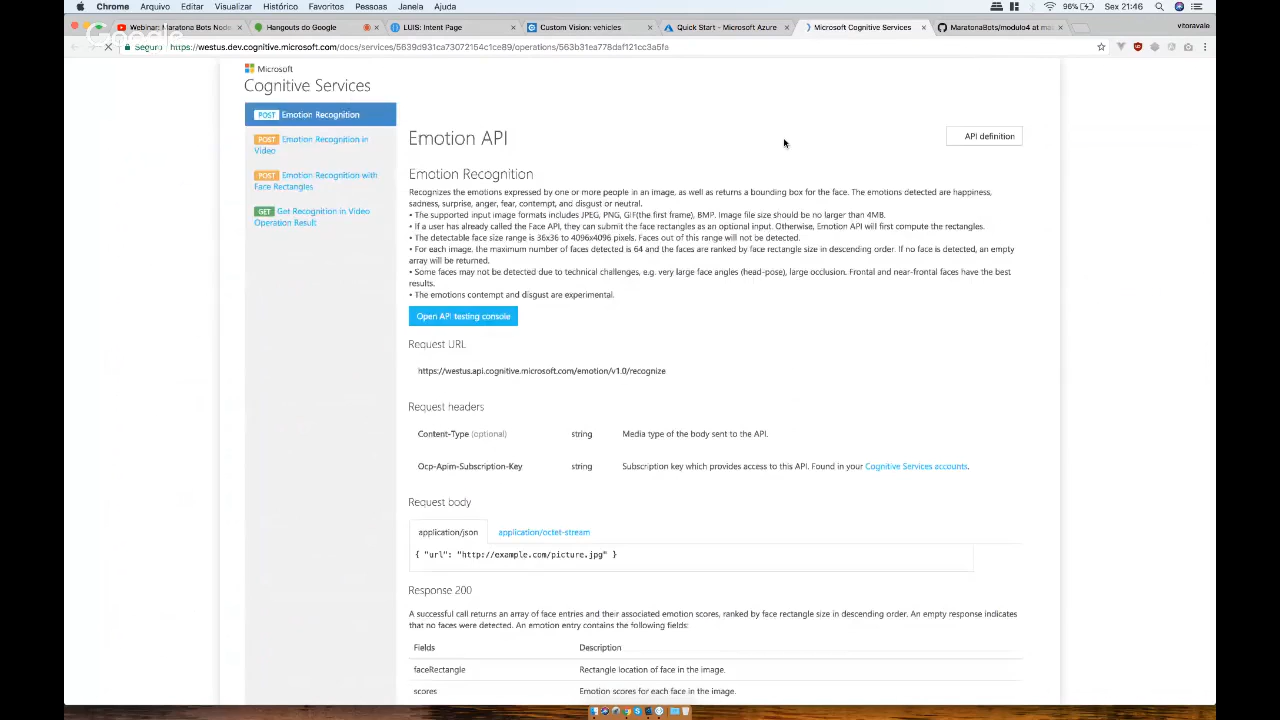 Chrome Arquivo Editar Visualizar Histórico Favoritos Pessoas Janela Ajuda 96% Sex 21:46
Webinar: Maratona Bots Node Hangouts do Google LUIS: Intent Page Custom Vision: vehicles Quick Start - Microsoft Azure Microsoft Cognitive Services MaratonaBots/modulo4 at ma vitoravale
Google
Seguro https://westus.dev.cognitive.microsoft.com/docs/services/5639d931ca73072154c1ce89/operations/563b31ea778daf121cc3a5fa
Microsoft
Cognitive Services
POST Emotion Recognition
POST Emotion Recognition in
Video
POST Emotion Recognition with
Face Rectangles
GET Get Recognition in Video
Operation Result
Emotion API
API definition
Emotion Recognition
Recognizes the emotions expressed by one or more people in an image, as well as returns a bounding box for the face. The emotions detected are happiness,
sadness, surprise, anger, fear, contempt, and disgust or neutral.
• The supported input image formats includes JPEG, PNG, GIF(the first frame), BMP. Image file size should be no larger than 4MB.
• If a user has already called the Face API, they can submit the face rectangles as an optional input. Otherwise, Emotion API will first compute the rectangles.
• The detectable face size range is 36x36 to 4096x4096 pixels. Faces out of this range will not be detected.
• For each image, the maximum number of faces detected is 64 and the faces are ranked by face rectangle size in descending order. If no face is detected, an empty
array will be returned.
• Some faces may not be detected due to technical challenges, e.g. very large face angles (head-pose), large occlusion. Frontal and near-frontal faces have the best
results.
• The emotions contempt and disgust are experimental.
Open API testing console
Request URL
https://westus.api.cognitive.microsoft.com/emotion/v1.0/recognize
Request headers
Content-Type (optional) string Media type of the body sent to the API.
Ocp-Apim-Subscription-Key string Subscription key which provides access to this API. Found in your Cognitive Services accounts.
Request body
application/json application/octet-stream
{ "url": "http://example.com/picture.jpg" }
Response 200
A successful call returns an array of face entries and their associated emotion scores, ranked by face rectangle size in descending order. An empty response indicates
that no faces were detected. An emotion entry contains the following fields:
Fields Description
faceRectangle Rectangle location of face in the image.
scores Emotion scores for each face in the image.